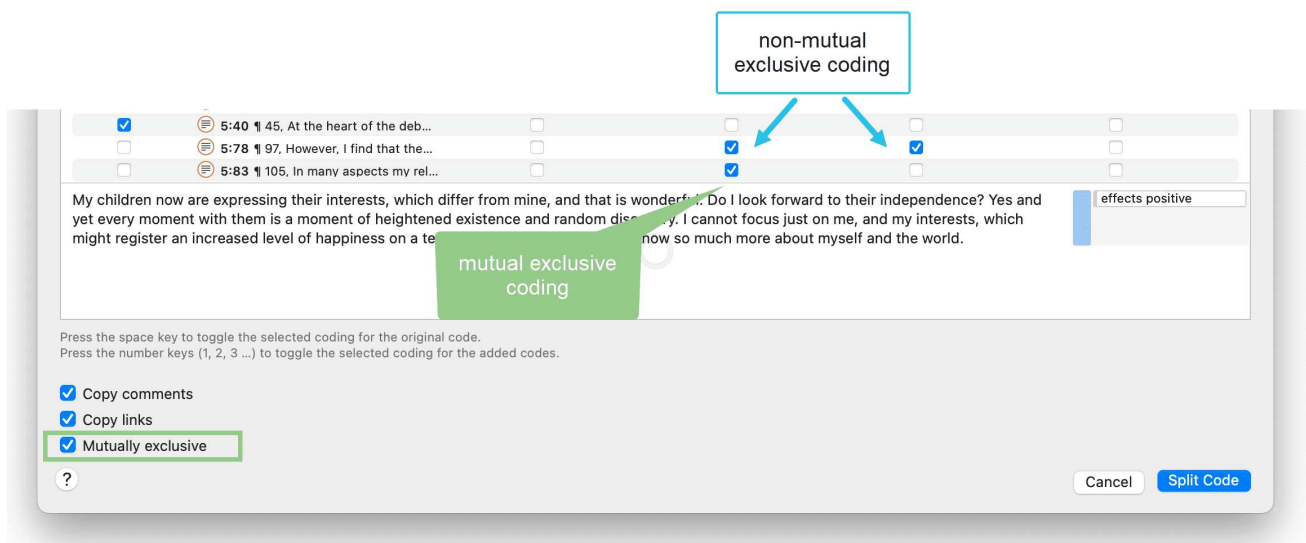 non-mutual
exclusive coding
5:40 ¶ 45, At the heart of the deb...
5:78 ¶ 97, However, I find that the...
5:83 ¶ 105, In many aspects my rel...
My children now are expressing their interests, which differ from mine, and that is wonderful. Do I look forward to their independence? Yes and
yet every moment with them is a moment of heightened existence and random discovery. I cannot focus just on me, and my interests, which
might register an increased level of happiness on a now so much more about myself and the world.
effects positive
mutual exclusive
coding
Press the space key to toggle the selected coding for the original code.
Press the number keys (1, 2, 3 ...) to toggle the selected coding for the added codes.
Copy comments
Copy links
Mutually exclusive
?
Cancel
Split Code